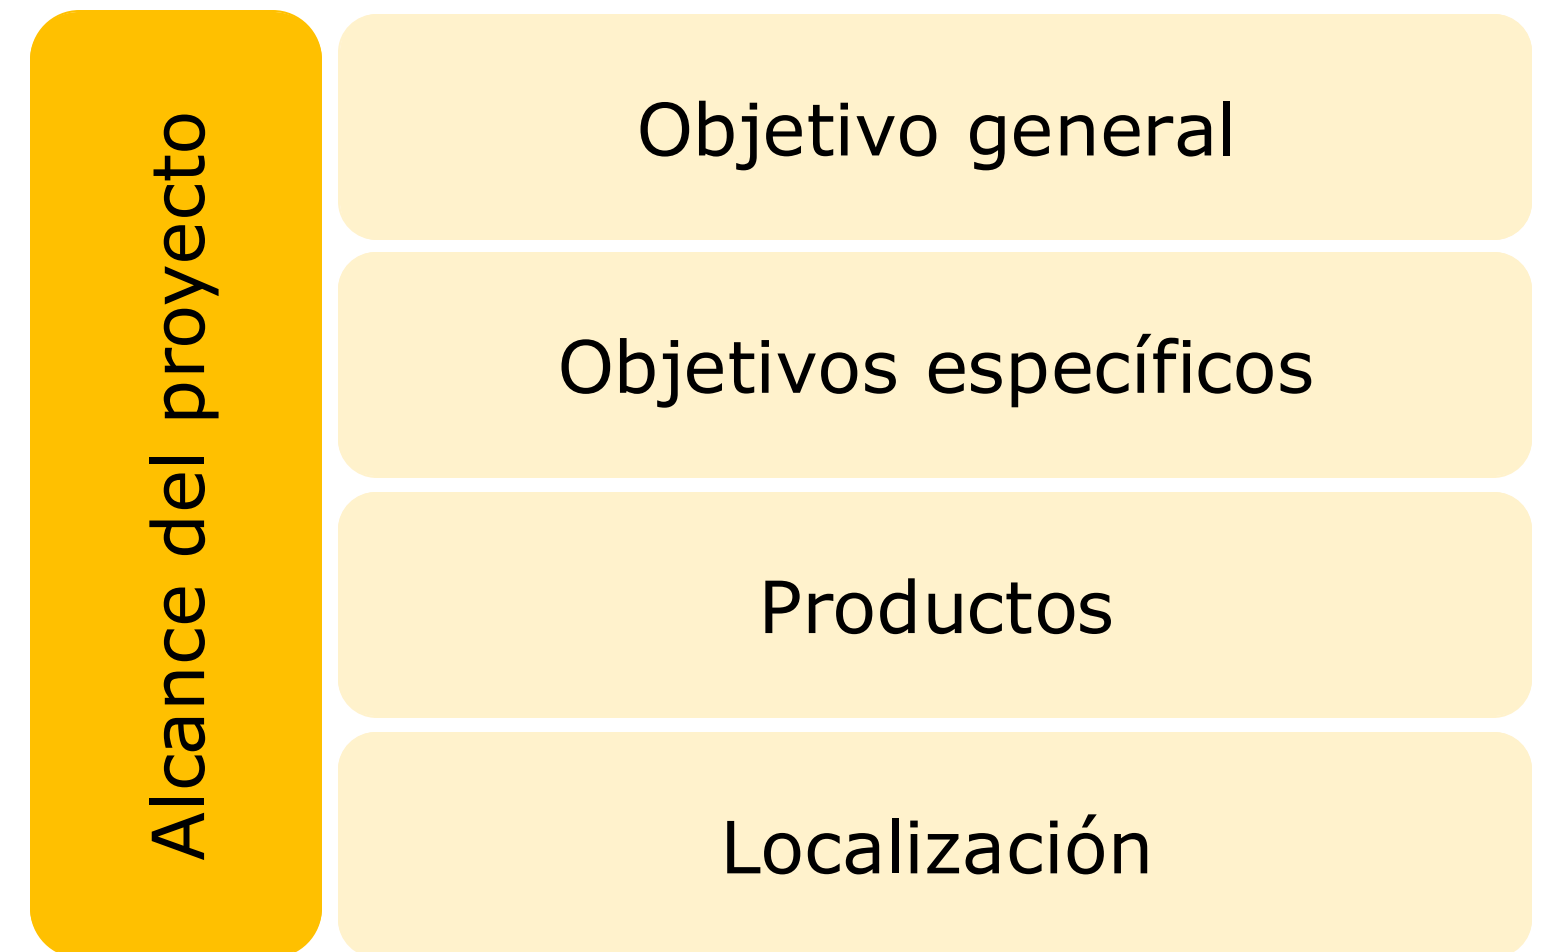 Alcance del proyecto
Objetivo general
Objetivos específicos
Productos
Localización